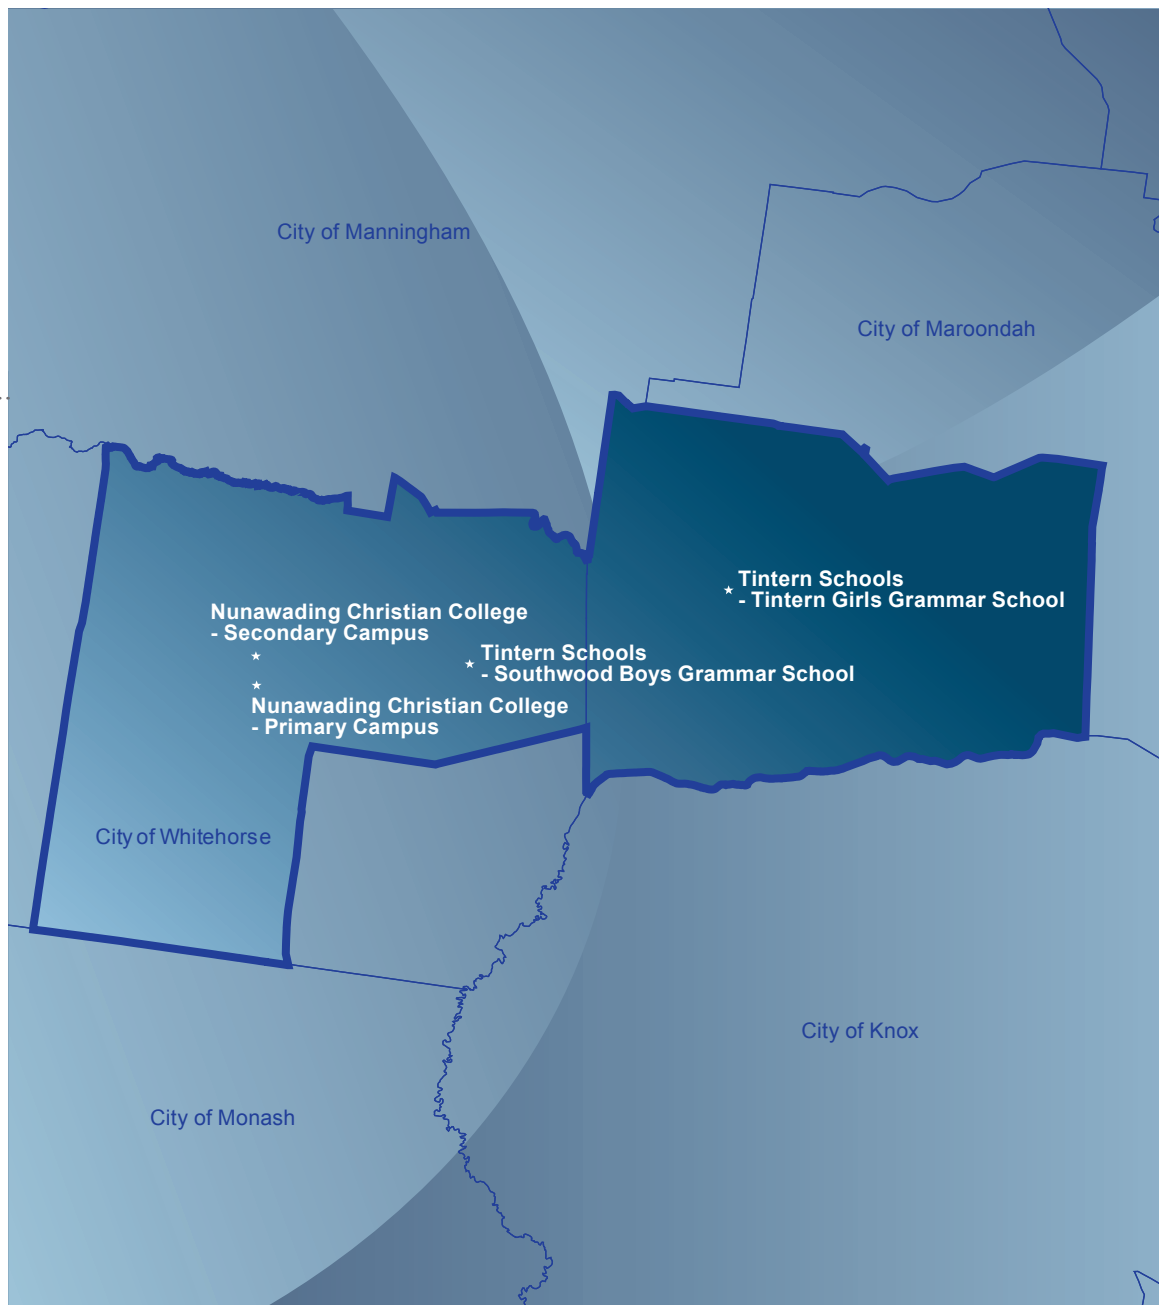 City of Manningham
City of Maroondah
Tintern Schools
- Tintern Girls Grammar School
Nunawading Christian College
- Secondary Campus
Tintern Schools
- Southwood Boys Grammar School
Nunawading Christian College
- Primary Campus
City of Whitehorse
City of Knox
City of Monash